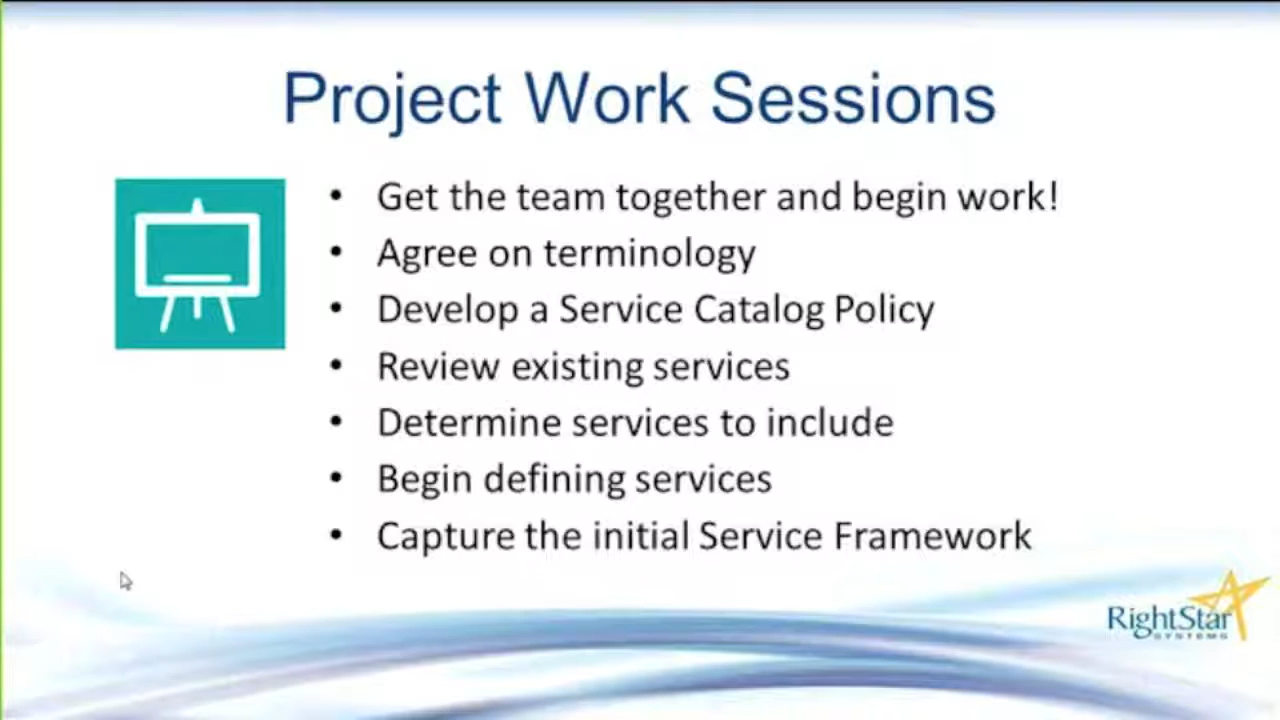 Project Work Sessions
• Get the team together and begin work!
• Agree on terminology
• Develop a Service Catalog Policy
• Review existing services
• Determine services to include
• Begin defining services
• Capture the initial Service Framework
RightStar
SYSTEMS